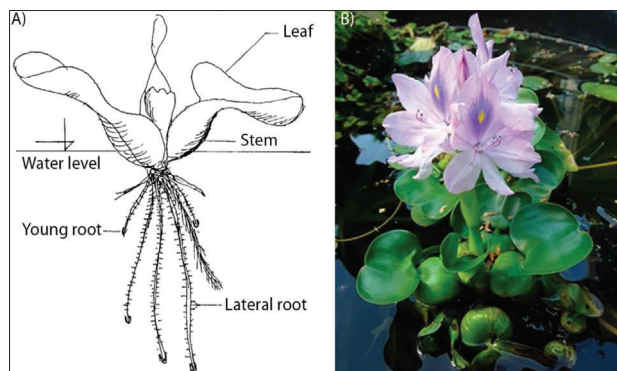 A)
Leaf
Stem
Water level
Young root
Lateral root
B)